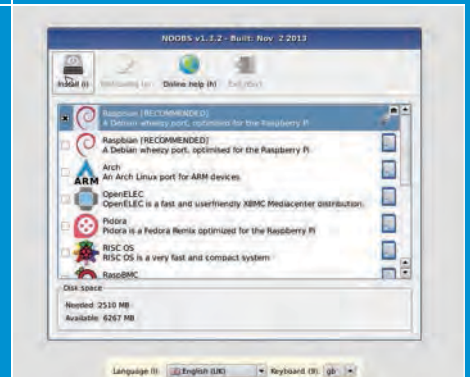 NOOBS v1.3.2 - Built: Nov 2 2013
Install (i)
Online help (h)
Raspbian [RECOMMENDED]
A Debian wheezy port, optimised for the Raspberry Pi
Raspbian [RECOMMENDED]
A Debian wheezy port, optimised for the Raspberry Pi
Arch
An Arch Linux port for ARM devices
ARM
OpenELEC
OpenELEC is a fast and userfriendly XBMC Mediacenter distribution.
Pidora
Pidora is a Fedora Remix optimized for the Raspberry Pi
RISC OS
RISC OS is a very fast and compact system
RaspBMC
Disk space
Needed: 2510 MB
Available: 6267 MB
Language (l): English (UK) Keyboard (9): gb